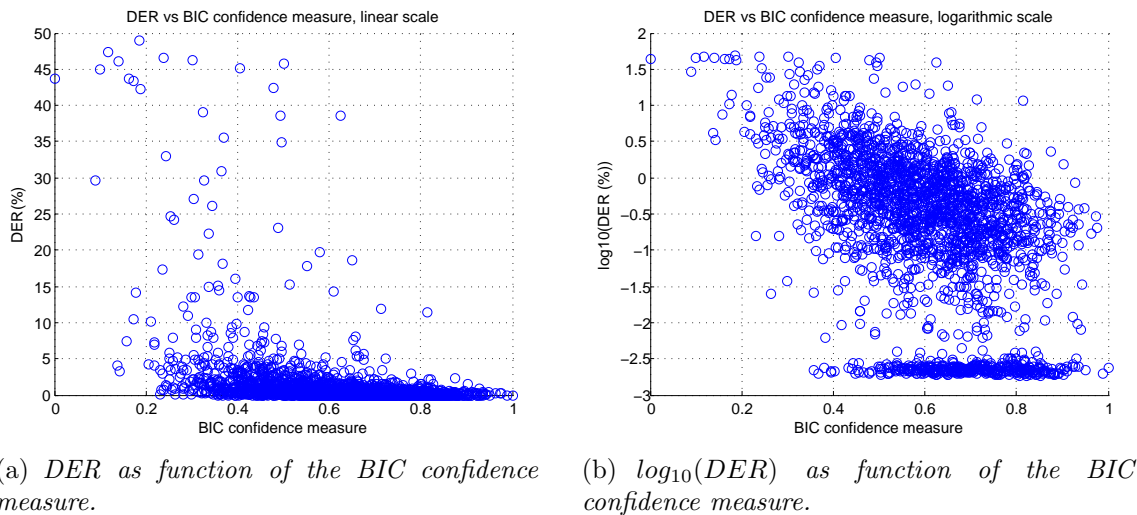 DER vs BIC confidence measure, linear scale
50
45
40
35
30
25
20
15
10
5
0
DER (%)
0 0.2 0.4 0.6 0.8 1
BIC confidence measure
(a) DER as function of the BIC confidence
measure.
DER vs BIC confidence measure, logarithmic scale
2
1.5
1
0.5
0
−0.5
−1
−1.5
−2
−2.5
−3
log10(DER (%))
0 0.2 0.4 0.6 0.8 1
BIC confidence measure
(b) log10(DER) as a function of the BIC
confidence measure.